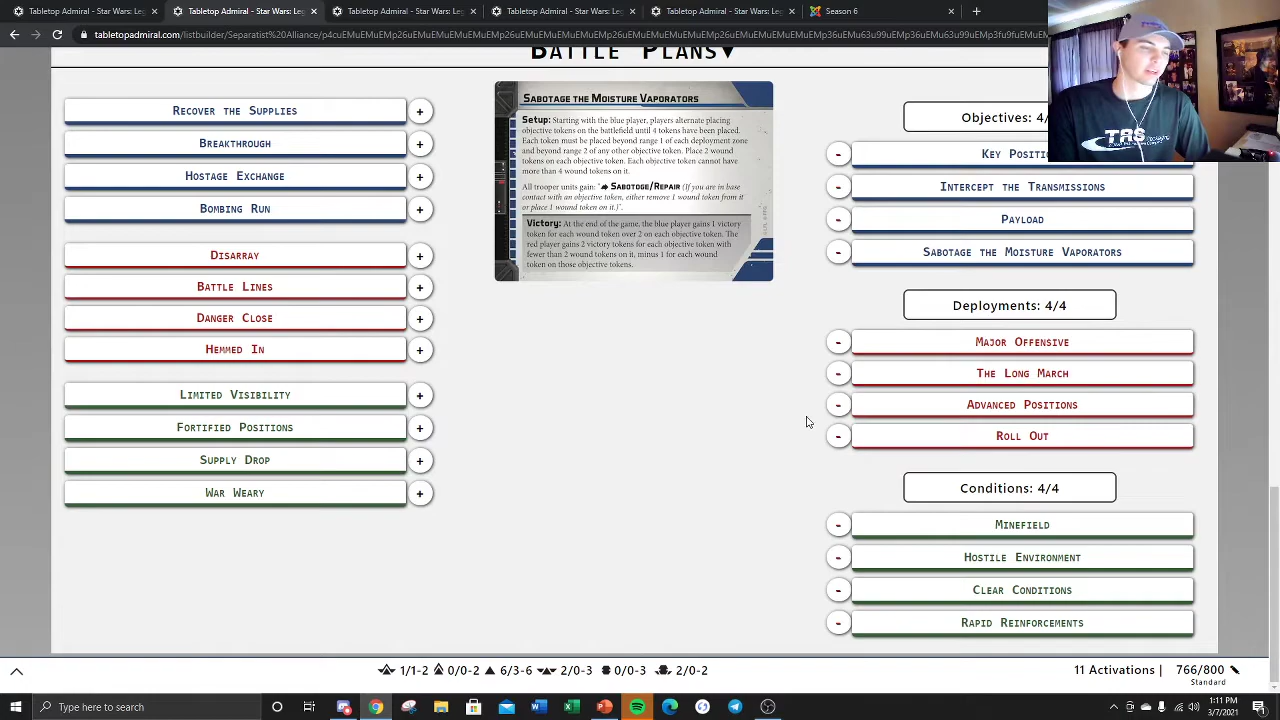 Tabletop Admiral - Star Wars: Leg
Tabletop Admiral - Star Wars: Leg
Tabletop Admiral - Star Wars: Leg
Tabletop Admiral - Star Wars: Leg
Tabletop Admiral - Star Wars: Leg
Season 6
BATTLE PLANS▼
RECOVER THE SUPPLIES +
BREAKTHROUGH +
HOSTAGE EXCHANGE +
BOMBING RUN +
DISARRAY +
BATTLE LINES +
DANGER CLOSE +
HEMMED IN +
LIMITED VISIBILITY +
FORTIFIED POSITIONS +
SUPPLY DROP +
WAR WEARY +
SABOTAGE THE MOISTURE VAPORATORS
Setup: Starting with the blue player, players alternate placing
objective tokens on the battlefield until 4 tokens have been placed.
Each token must be placed beyond range 1 of each deployment zone
and beyond range 2 of any other objective token. Place 2 wound
tokens on each objective token. Each objective token cannot have
more than 4 wound tokens on it.
All trooper units gain: "Sabotage/Repair (If you are in base
contact with an objective token, either remove 1 wound token from it
or place 1 wound token on it.)".
Victory: At the end of the game, the blue player gains 1 victory
token for each wound token over 2 on each objective token. The
red player gains 2 victory tokens for each objective token with
fewer than 2 wound tokens on it, minus 1 for each wound
token on those objective tokens.
Objectives: 4/
- KEY POSITIO
- INTERCEPT THE TRANSMISSIONS
- PAYLOAD
- SABOTAGE THE MOISTURE VAPORATORS
Deployments: 4/4
- MAJOR OFFENSIVE
- THE LONG MARCH
- ADVANCED POSITIONS
- ROLL OUT
Conditions: 4/4
- MINEFIELD
- HOSTILE ENVIRONMENT
- CLEAR CONDITIONS
- RAPID REINFORCEMENTS
TRS
1/1-2 0/0-2 6/3-6 2/0-3 0/0-3 2/0-2
11 Activations | 766/800
Standard
Type here to search
1:11 PM
3/7/2021